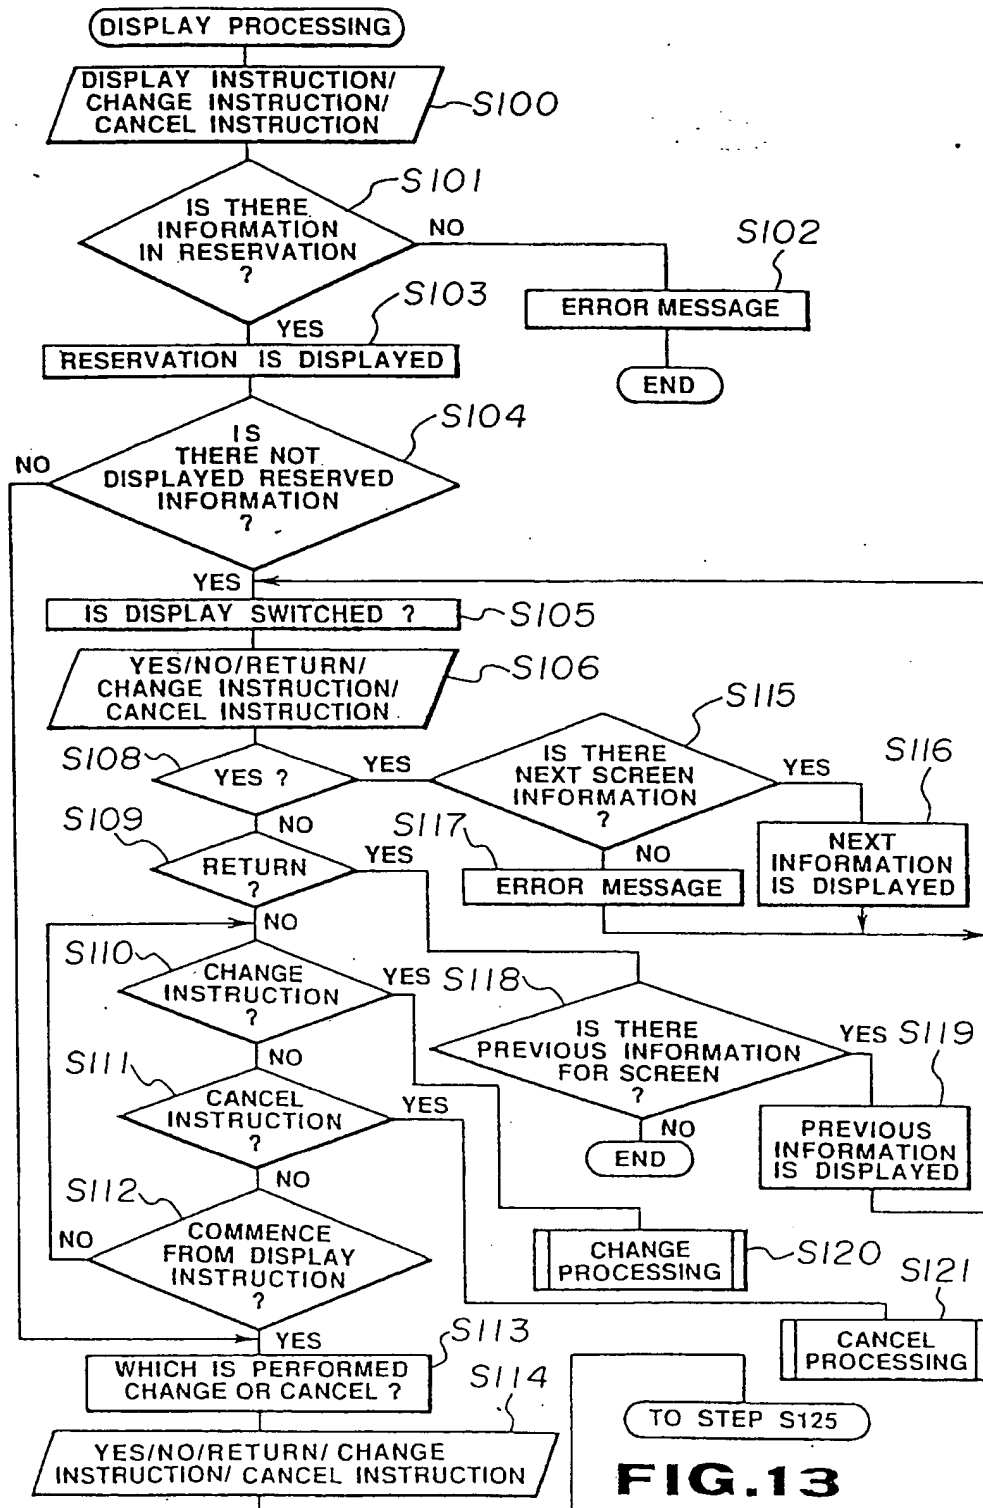 DISPLAY PROCESSING
DISPLAY INSTRUCTION/
CHANGE INSTRUCTION/
CANCEL INSTRUCTION
S100
S101
IS THERE
INFORMATION
IN RESERVATION
?
NO
S102
ERROR MESSAGE
END
S103
YES
RESERVATION IS DISPLAYED
S104
IS
THERE NOT
DISPLAYED RESERVED
INFORMATION
?
NO
YES
IS DISPLAY SWITCHED ?
S105
YES/NO/RETURN/
CHANGE INSTRUCTION/
CANCEL INSTRUCTION
S106
S108
YES ?
YES
S115
IS THERE
NEXT SCREEN
INFORMATION
?
YES
S116
NEXT
INFORMATION
IS DISPLAYED
NO
S117
ERROR MESSAGE
NO
S109
RETURN
?
YES
NO
S110
CHANGE
INSTRUCTION
?
YES
S118
IS THERE
PREVIOUS INFORMATION
FOR SCREEN
?
YES
S119
PREVIOUS
INFORMATION
IS DISPLAYED
NO
END
NO
S111
CANCEL
INSTRUCTION
?
YES
NO
S112
COMMENCE
FROM DISPLAY
INSTRUCTION
?
NO
YES
CHANGE
PROCESSING
S120
S121
CANCEL
PROCESSING
S113
WHICH IS PERFORMED
CHANGE OR CANCEL ?
S114
YES/NO/RETURN/ CHANGE
INSTRUCTION/ CANCEL INSTRUCTION
TO STEP S125
FIG.13